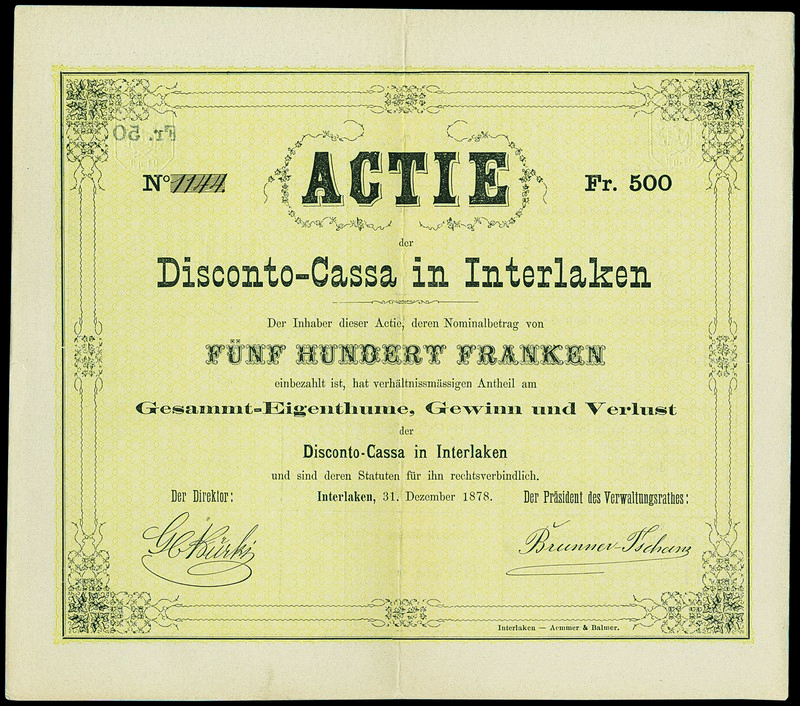 Fr. 50
ACTIE
Nº 1144.
Fr. 500
der
Disconto-Cassa in Interlaken
Der Inhaber dieser Actie, deren Nominalbetrag von
FÜNF HUNDERT FRANKEN
einbezahlt ist, hat verhältnissmässigen Antheil am
Gesammt-Eigenthume, Gewinn und Verlust
der
Disconto-Cassa in Interlaken
und sind deren Statuten für ihn rechtsverbindlich.
Der Direktor:
Interlaken, 31. Dezember 1878.
Der Präsident des Verwaltungsrathes:
Brunner-Tschanz
Interlaken — Aemmer & Balmer.